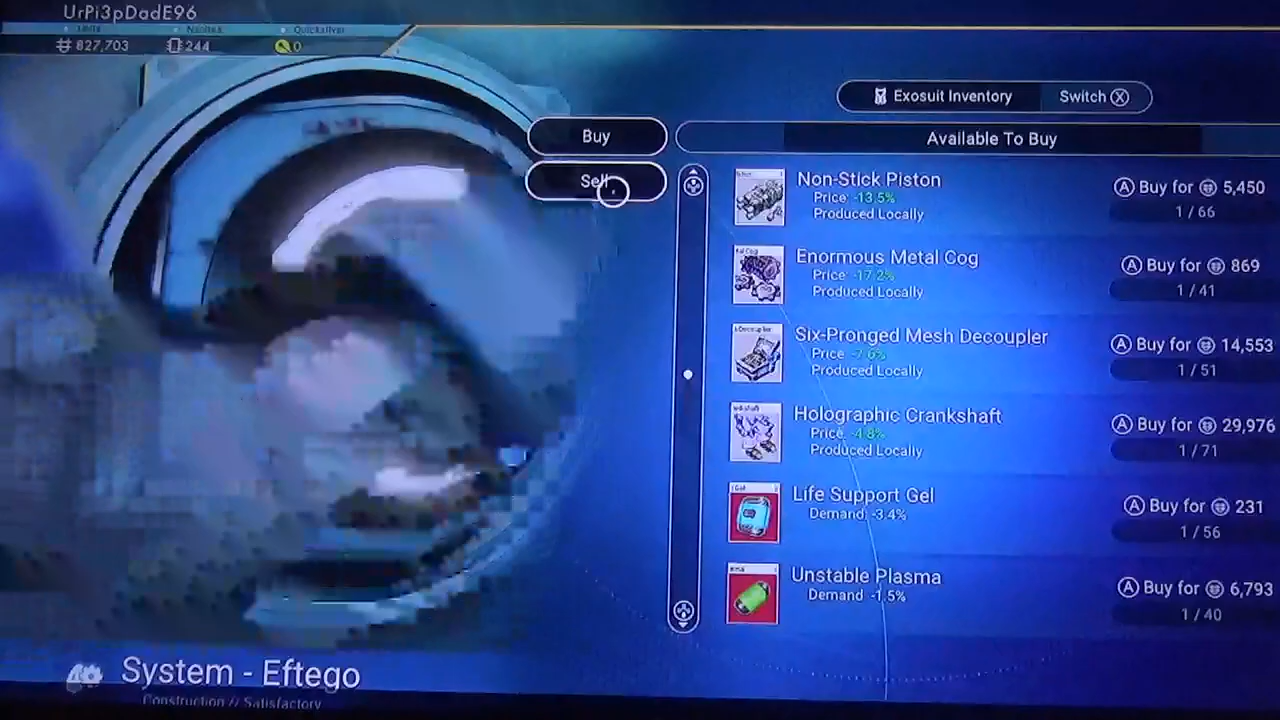 UrPi3pDadE96
Units
Nanites
Quicksilver
827,703
244
0
Exosuit Inventory
Switch X
Buy
Sell
Available To Buy
Non-Stick Piston
Price: -13.5%
Produced Locally
A Buy for 5,450
1 / 66
Enormous Metal Cog
Price: -17.2%
Produced Locally
A Buy for 869
1 / 41
Six-Pronged Mesh Decoupler
Price: -7.6%
Produced Locally
A Buy for 14,553
1 / 51
Holographic Crankshaft
Price: -4.8%
Produced Locally
A Buy for 29,976
1 / 71
Life Support Gel
Demand: -3.4%
A Buy for 231
1 / 56
Unstable Plasma
Demand: -1.5%
A Buy for 6,793
1 / 40
System - Eftego
Construction // Satisfactory